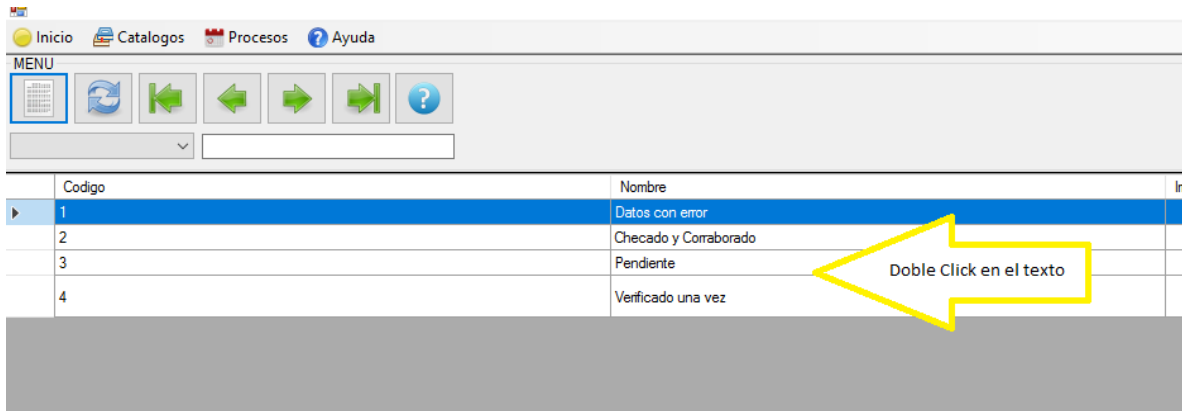 Inicio Catalogos Procesos Ayuda
MENU
Codigo Nombre
1 Datos con error
2 Checado y Corraborado
3 Pendiente
Doble Click en el texto
4 Verificado una vez